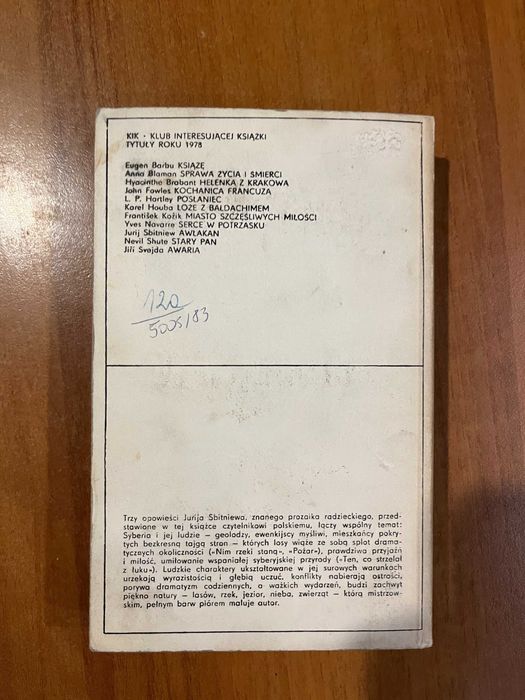 KIK • KLUB INTERESUJĄCEJ KSIĄŻKI
TYTUŁY ROKU 1978
Eugen Barbu KSIĄŻĘ
Anna Blaman SPRAWA ŻYCIA I ŚMIERCI
Hyacinthe Brabant HELENKA Z KRAKOWA
John Fowles KOCHANICA FRANCUZA
L. P. Hartley POSŁANIEC
Karel Houba ŁOŻE Z BALDACHIMEM
František Kožik MIASTO SZCZĘŚLIWYCH MIŁOŚCI
Yves Navarre SERCE W POTRZASKU
Jurij Sbitniew AWŁAKAN
Nevil Shute STARY PAN
Jiři Svejda AWARIA
120
5005/83
Trzy opowieści Jurija Sbitniewa, znanego prozaika radzieckiego, przed-
stawione w tej książce czytelnikowi polskiemu, łączy wspólny temat:
Syberia i jej ludzie — geolodzy, ewenkijscy myśliwi, mieszkańcy pokry-
tych bezkresną tajgą stron — których losy wiąże ze sobą splot drama-
tycznych okoliczności («Nim rzeki staną», «Pożar»), prawdziwa przyjaźń
i miłość, umiłowanie wspaniałej syberyjskiej przyrody («Ten, co strzelał
z łuku»). Ludzkie charaktery ukształtowane w jej surowych warunkach
urzekają wyrazistością i głębią uczuć, konflikty nabierają ostrości,
porywa dramatyzm codziennych, a ważkich wydarzeń, budzi zachwyt
piękno natury — lasów, rzek, jezior, nieba, zwierząt — którą mistrzow-
skim, pełnym barw piórem maluje autor.